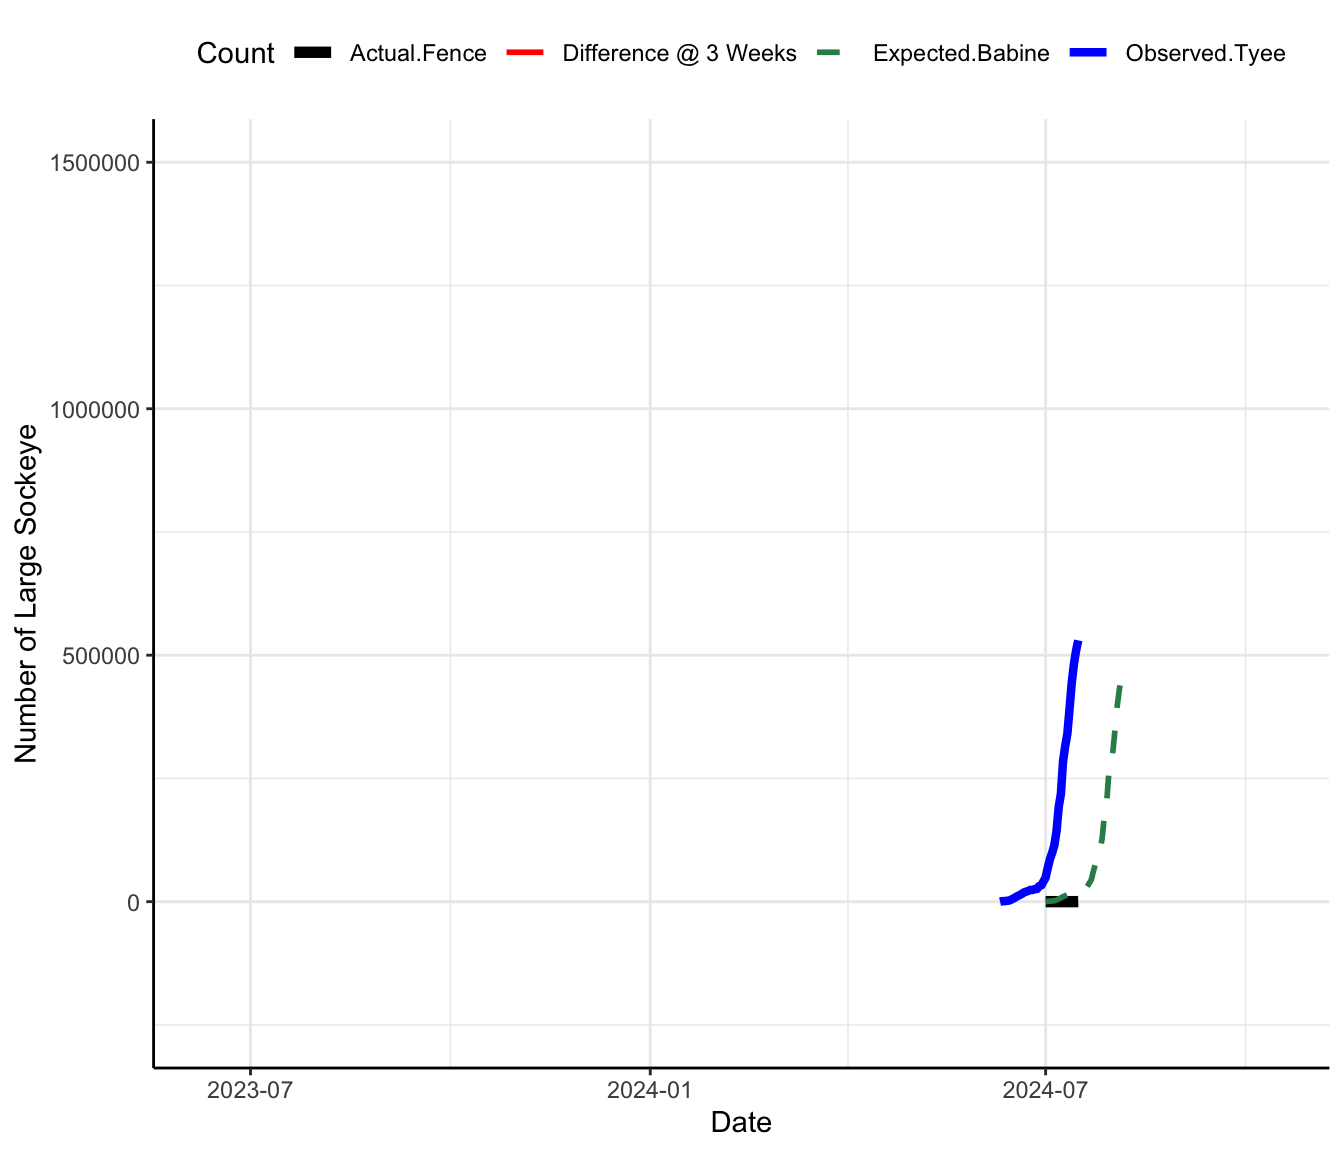 Count Actual.Fence Difference @ 3 Weeks Expected.Babine Observed.Tyee
1500000
1000000
500000
0
Number of Large Sockeye
2023-07 2024-01 2024-07
Date